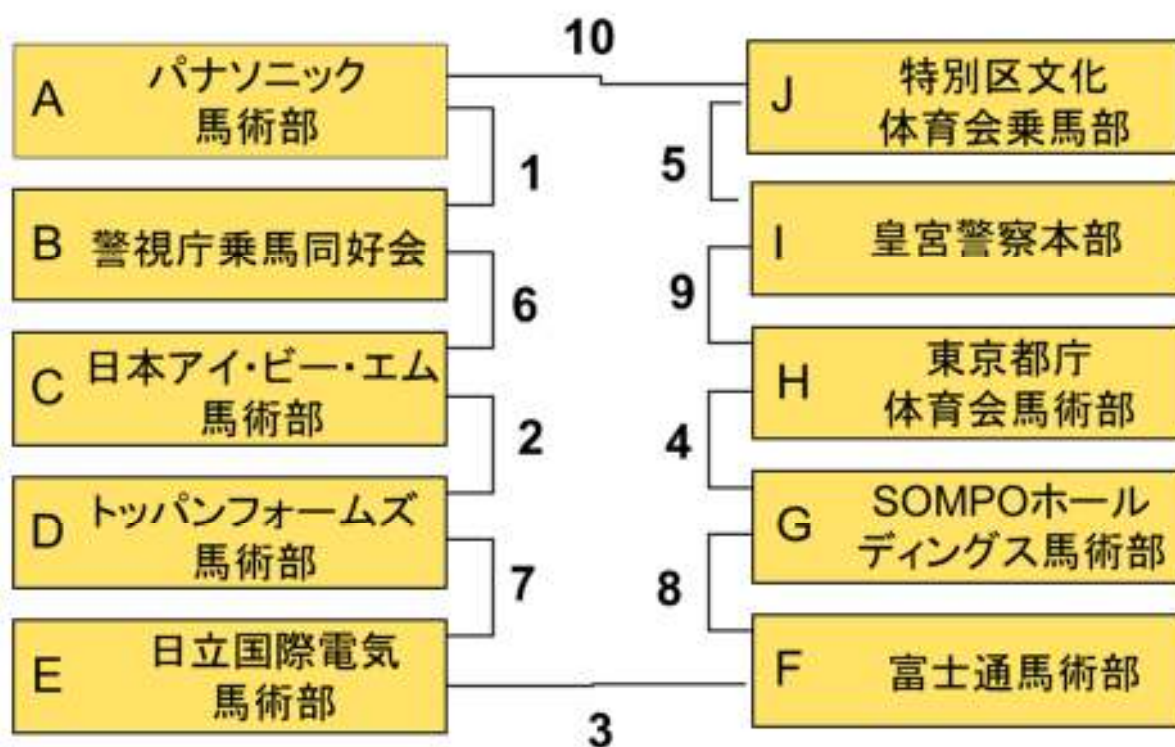 10
A
パナソニック
馬術部
1
B
警視庁乗馬同好会
6
C
日本アイ・ビー・エム
馬術部
2
D
トッパンフォームズ
馬術部
7
E
日立国際電気
馬術部
3
J
特別区文化
体育会乗馬部
5
I
皇宮警察本部
9
H
東京都庁
体育会馬術部
4
G
SOMPOホール
ディングス馬術部
8
F
富士通馬術部